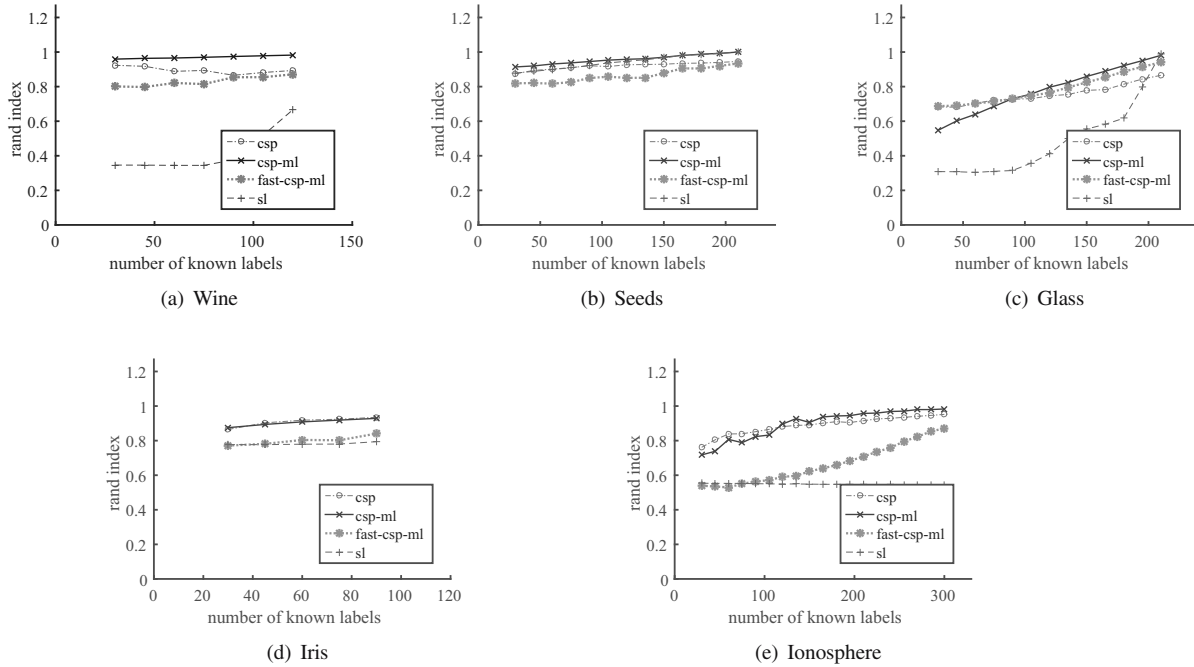 1.2
1
0.8
0.6
0.4
0.2
0
rand index
0 50 100 150
number of known labels
csp
csp-ml
fast-csp-ml
sl
(a) Wine
1.2
1
0.8
0.6
0.4
0.2
0
rand index
0 50 100 150 200
number of known labels
csp
csp-ml
fast-csp-ml
sl
(b) Seeds
1.2
1
0.8
0.6
0.4
0.2
0
rand index
0 50 100 150 200
number of known labels
csp
csp-ml
fast-csp-ml
sl
(c) Glass
1.2
1
0.8
0.6
0.4
0.2
0
rand index
0 20 40 60 80 100 120
number of known labels
csp
csp-ml
fast-csp-ml
sl
(d) Iris
1.2
1
0.8
0.6
0.4
0.2
0
rand index
0 100 200 300
number of known labels
csp
csp-ml
fast-csp-ml
sl
(e) Ionosphere